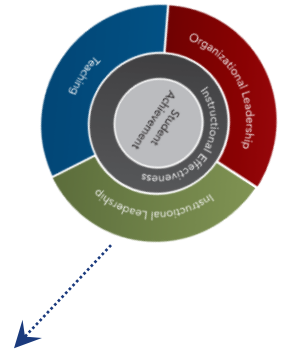 Teaching
Organizational Leadership
Instructional Effectiveness
Student
Achievement
Instructional Leadership